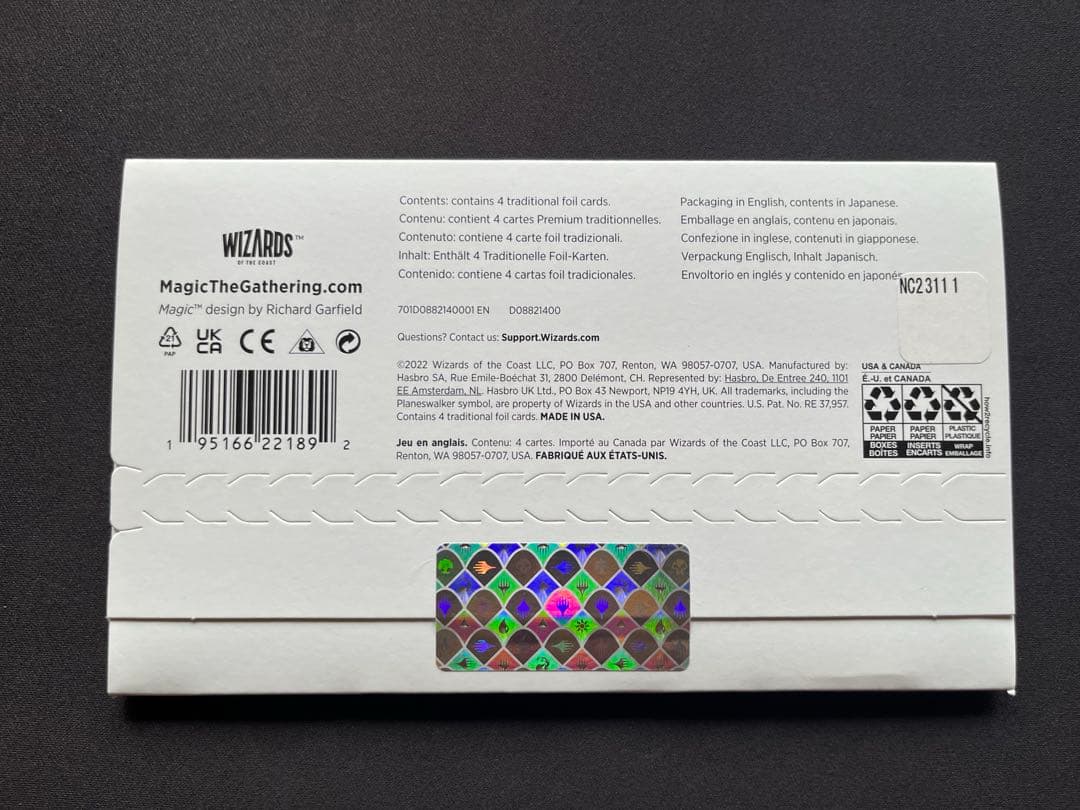 WIZARDS™
OF THE COAST
MagicTheGathering.com
Magic™ design by Richard Garfield
21
PAP
UK
CA
CE
1 95166 22189 2
Contents: contains 4 traditional foil cards.
Contenu: contient 4 cartes Premium traditionnelles.
Contenuto: contiene 4 carte foil tradizionali.
Inhalt: Enthält 4 Traditionelle Foil-Karten.
Contenido: contiene 4 cartas foil tradicionales.
Packaging in English, contents in Japanese.
Emballage en anglais, contenu en japonais.
Confezione in inglese, contenuti in giapponese.
Verpackung Englisch, Inhalt Japanisch.
Envoltorio en inglés y contenido en japonés
NC23111
701D0882140001 EN D08821400
Questions? Contact us: Support.Wizards.com
©2022 Wizards of the Coast LLC, PO Box 707, Renton, WA 98057-0707, USA. Manufactured by:
Hasbro SA, Rue Emile-Boéchat 31, 2800 Delémont, CH. Represented by: Hasbro, De Entree 240, 1101
EE Amsterdam, NL. Hasbro UK Ltd., PO Box 43 Newport, NP19 4YH, UK. All trademarks, including the
Planeswalker symbol, are property of Wizards in the USA and other countries. U.S. Pat. No. RE 37,957.
Contains 4 traditional foil cards. MADE IN USA.
Jeu en anglais. Contenu: 4 cartes. Importé au Canada par Wizards of the Coast LLC, PO Box 707,
Renton, WA 98057-0707, USA. FABRIQUÉ AUX ÉTATS-UNIS.
USA & CANADA
É.-U. et CANADA
PAPER
PAPIER
BOXES
BOÎTES
PAPER
PAPIER
INSERTS
ENCARTS
PLASTIC
PLASTIQUE
WRAP
EMBALLAGE
how2recycle.info